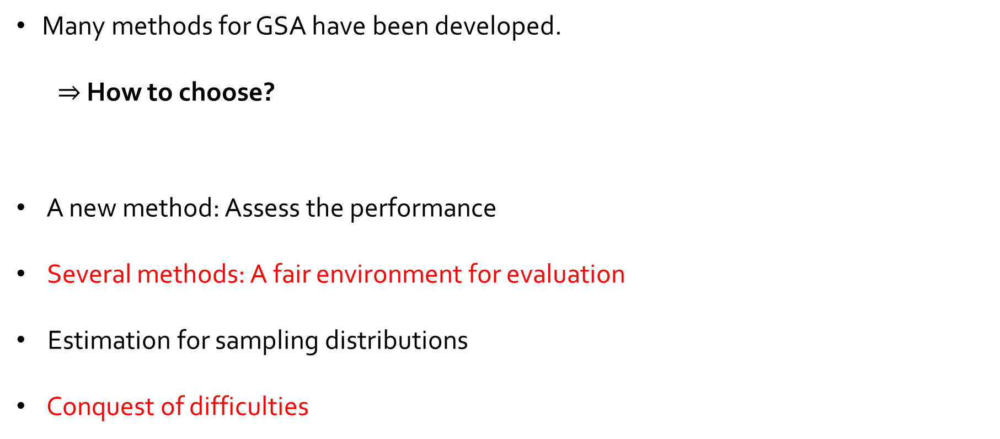 • Many methods for GSA have been developed.
⇒ How to choose?
• A new method: Assess the performance
• Several methods: A fair environment for evaluation
• Estimation for sampling distributions
• Conquest of difficulties